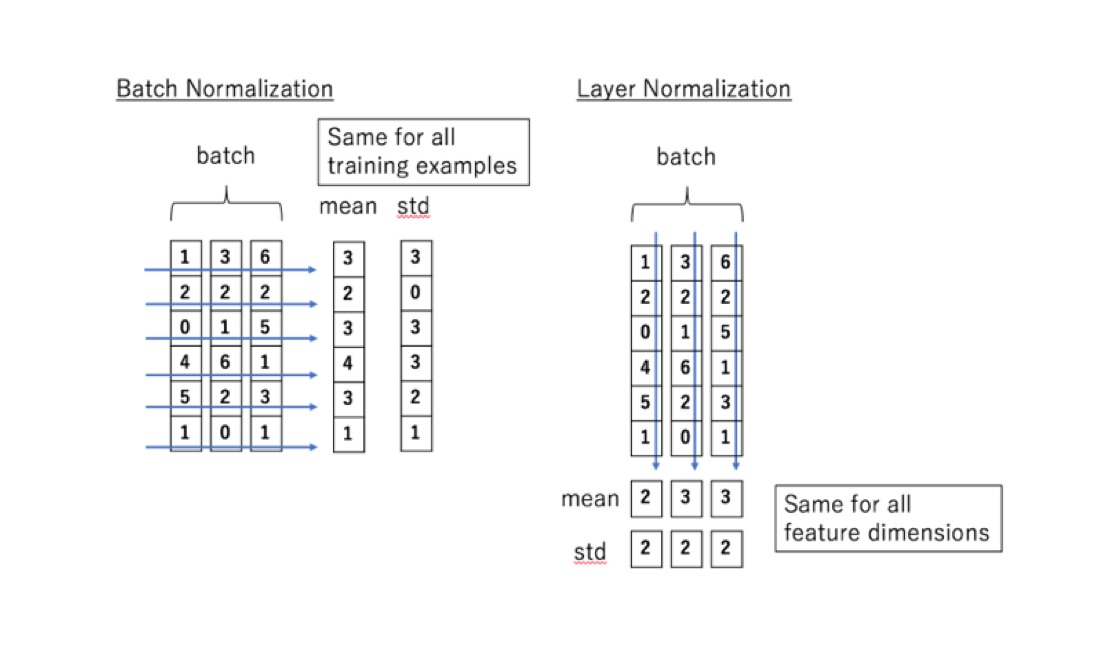 Batch Normalization
Same for all
training examples
batch
mean std
1 3 6 3 3
2 2 2 2 0
0 1 5 3 3
4 6 1 4 3
5 2 3 3 2
1 0 1 1 1
Layer Normalization
batch
1 3 6
2 2 2
0 1 5
4 6 1
5 2 3
1 0 1
mean 2 3 3
std 2 2 2
Same for all
feature dimensions